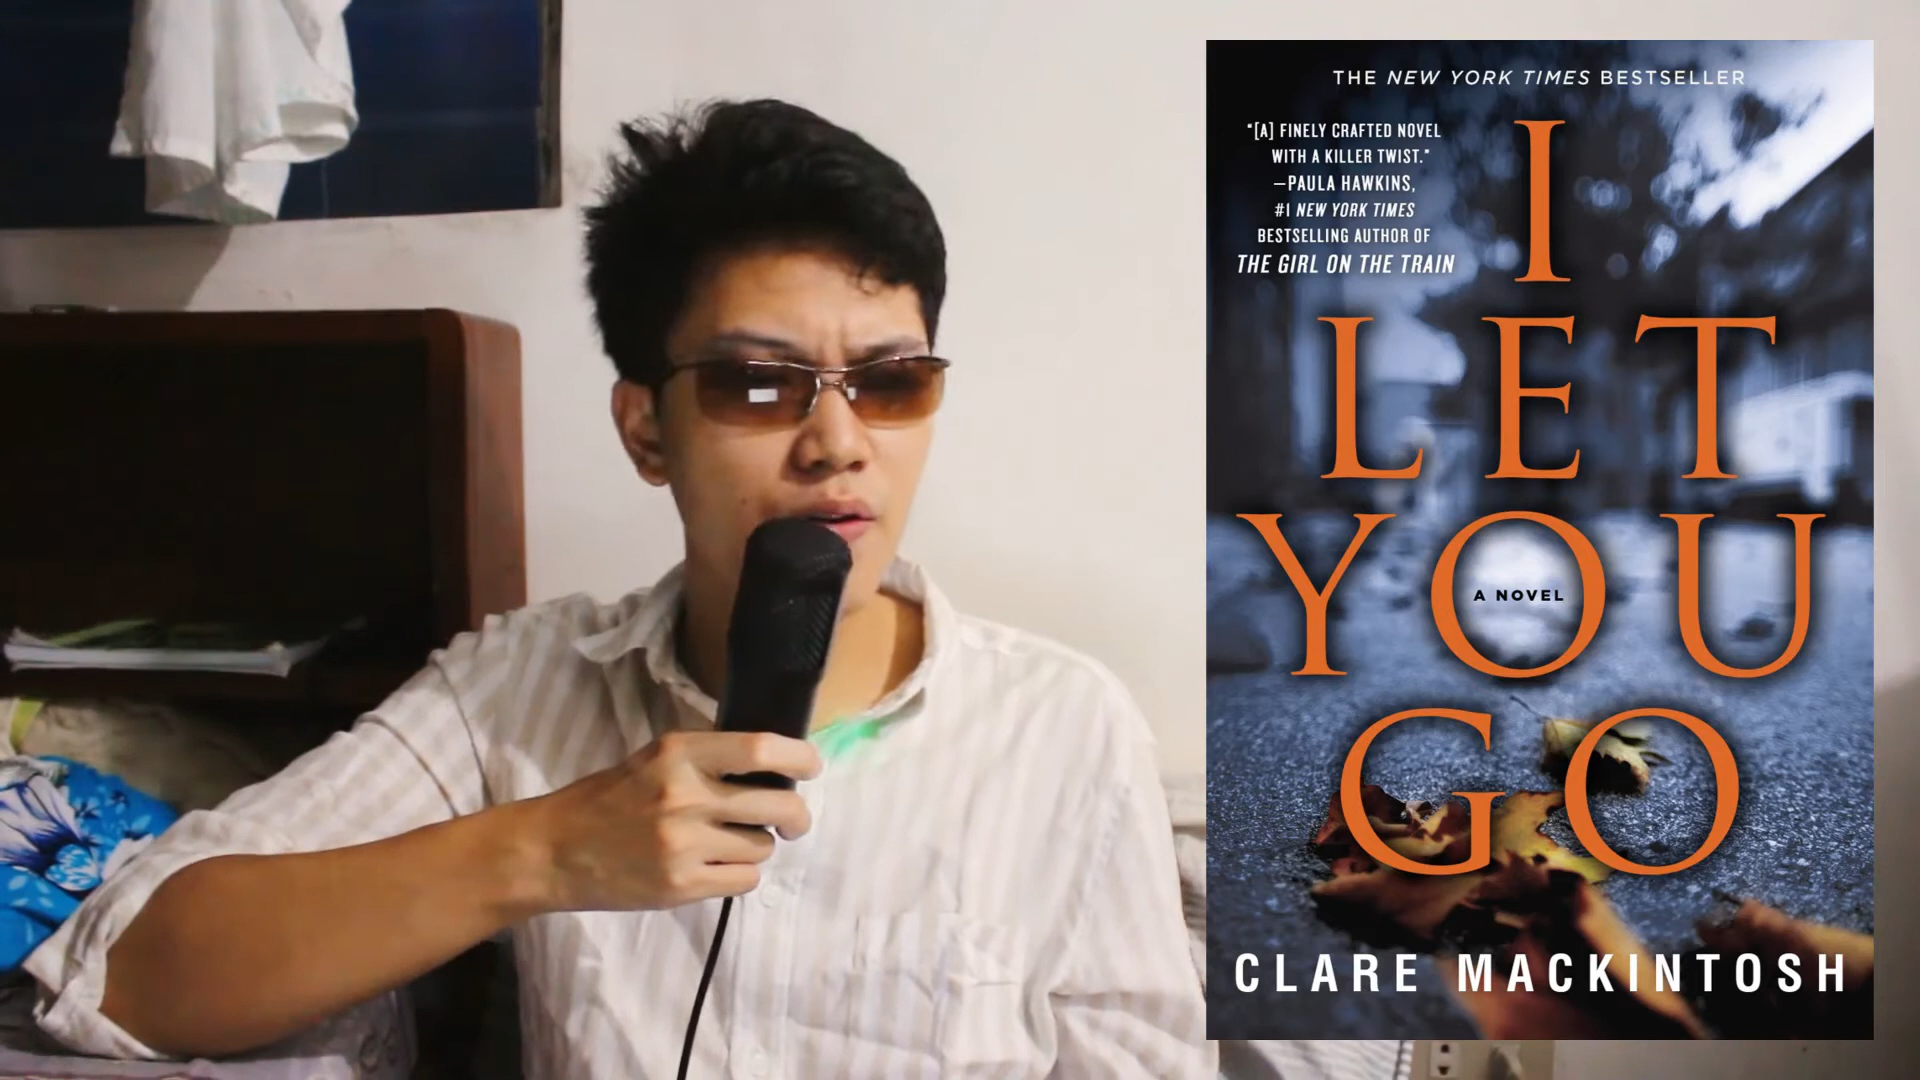 THE NEW YORK TIMES BESTSELLER
"[A] FINELY CRAFTED NOVEL
WITH A KILLER TWIST."
—PAULA HAWKINS,
#1 NEW YORK TIMES
BESTSELLING AUTHOR OF
THE GIRL ON THE TRAIN
I
LET
YOU
A NOVEL
GO
CLARE MACKINTOSH